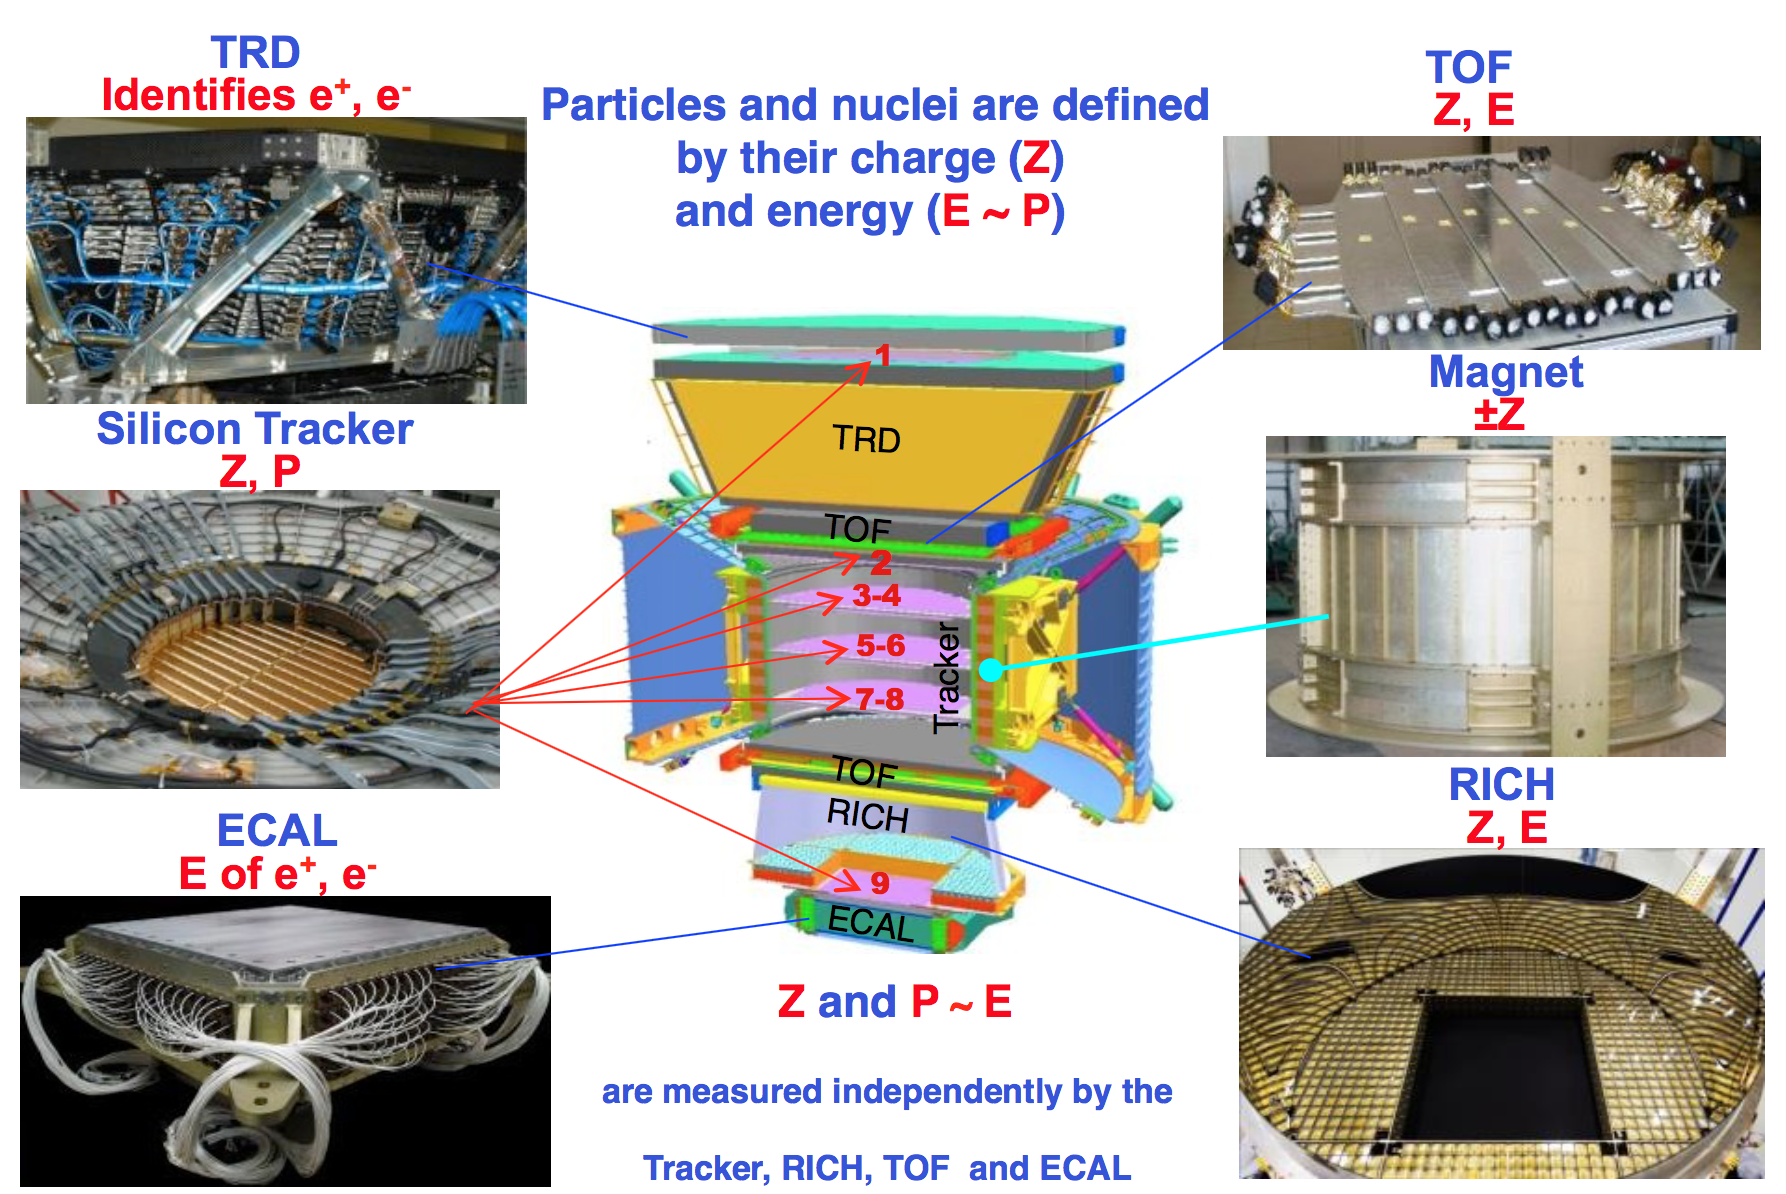 TRD
Identifies e⁺, e⁻
Particles and nuclei are defined
by their charge (Z)
and energy (E ~ P)
TOF
Z, E
Silicon Tracker
Z, P
Magnet
±Z
1
TRD
TOF
2
3-4
5-6
7-8
Tracker
TOF
RICH
9
ECAL
ECAL
E of e⁺, e⁻
RICH
Z, E
Z and P ~ E
are measured independently by the
Tracker, RICH, TOF and ECAL